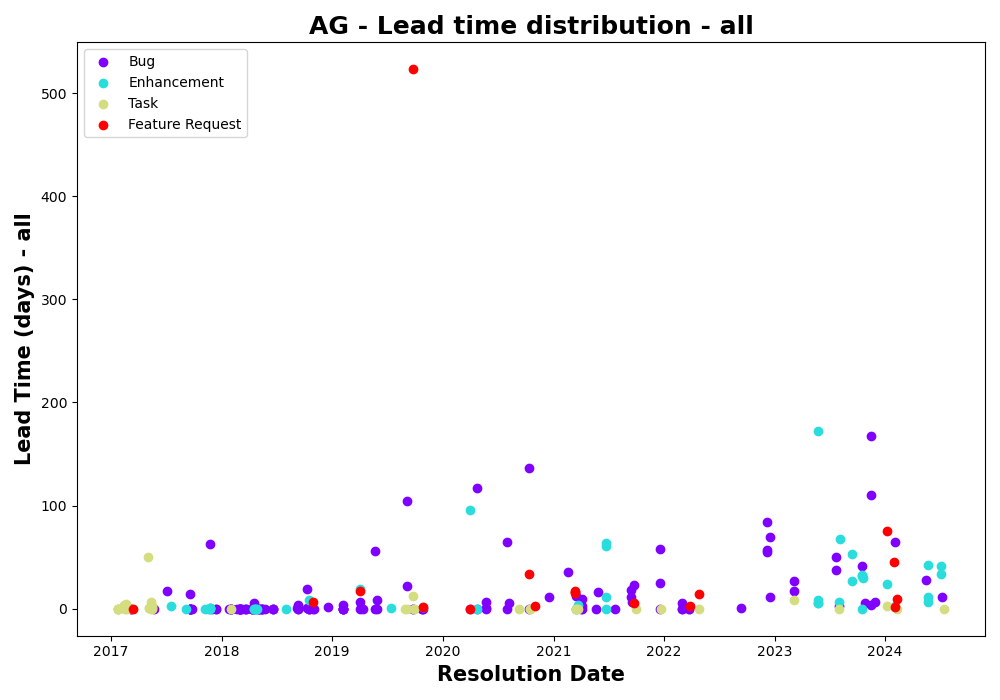 AG - Lead time distribution - all
Bug
Enhancement
Task
Feature Request
Lead Time (days) - all
500
400
300
200
100
0
2017 2018 2019 2020 2021 2022 2023 2024
Resolution Date